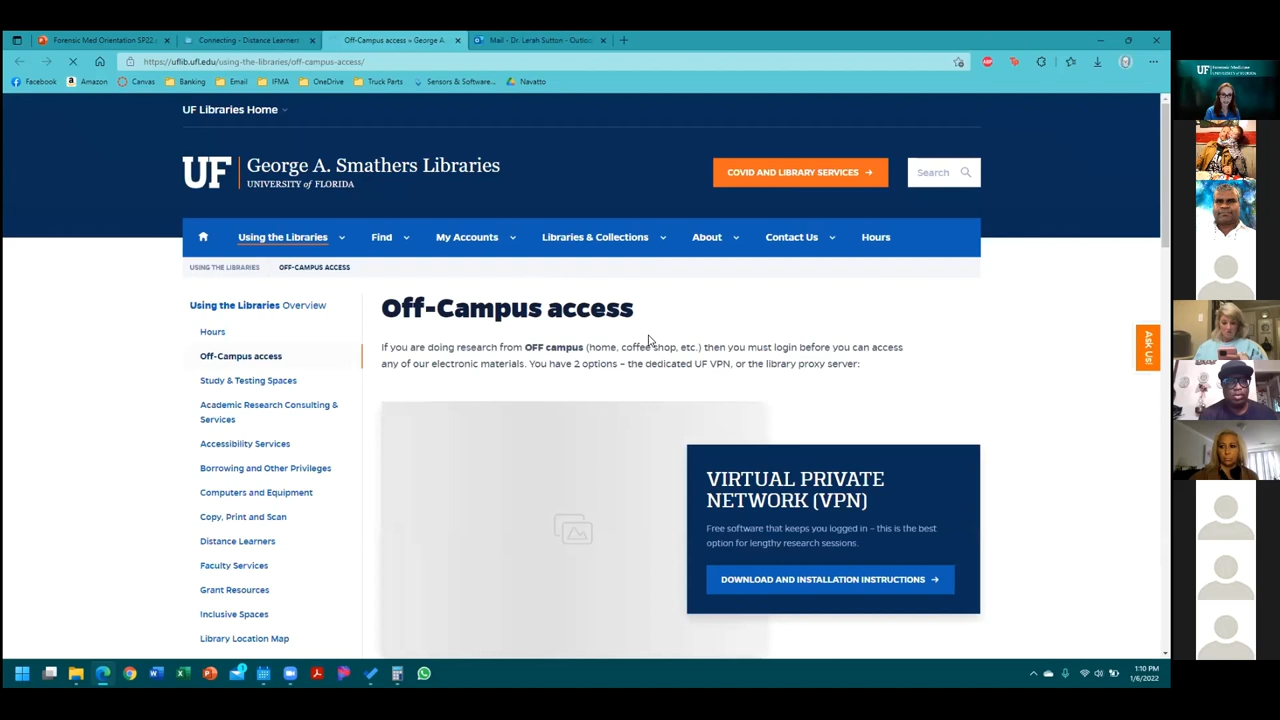 Forensic Med Orientation SP22.
Connecting - Distance Learners
Off-Campus access » George A.
Mail - Dr. Lerah Sutton - Outloo
https://uflib.ufl.edu/using-the-libraries/off-campus-access/
Facebook
Amazon
Canvas
Banking
Email
IFMA
OneDrive
Truck Parts
Sensors & Software...
Navatto
UF Libraries Home
UF
George A. Smathers Libraries
UNIVERSITY of FLORIDA
COVID AND LIBRARY SERVICES
Search
Using the Libraries
Find
My Accounts
Libraries & Collections
About
Contact Us
Hours
USING THE LIBRARIES
OFF-CAMPUS ACCESS
Using the Libraries Overview
Hours
Off-Campus access
Study & Testing Spaces
Academic Research Consulting &
Services
Accessibility Services
Borrowing and Other Privileges
Computers and Equipment
Copy, Print and Scan
Distance Learners
Faculty Services
Grant Resources
Inclusive Spaces
Library Location Map
Off-Campus access
If you are doing research from OFF campus (home, coffee shop, etc.) then you must login before you can access
any of our electronic materials. You have 2 options – the dedicated UF VPN, or the library proxy server:
VIRTUAL PRIVATE
NETWORK (VPN)
Free software that keeps you logged in – this is the best
option for lengthy research sessions.
DOWNLOAD AND INSTALLATION INSTRUCTIONS
Ask Us!
UF Forensic Medicine
UNIVERSITY of FLORIDA
1:10 PM
1/6/2022